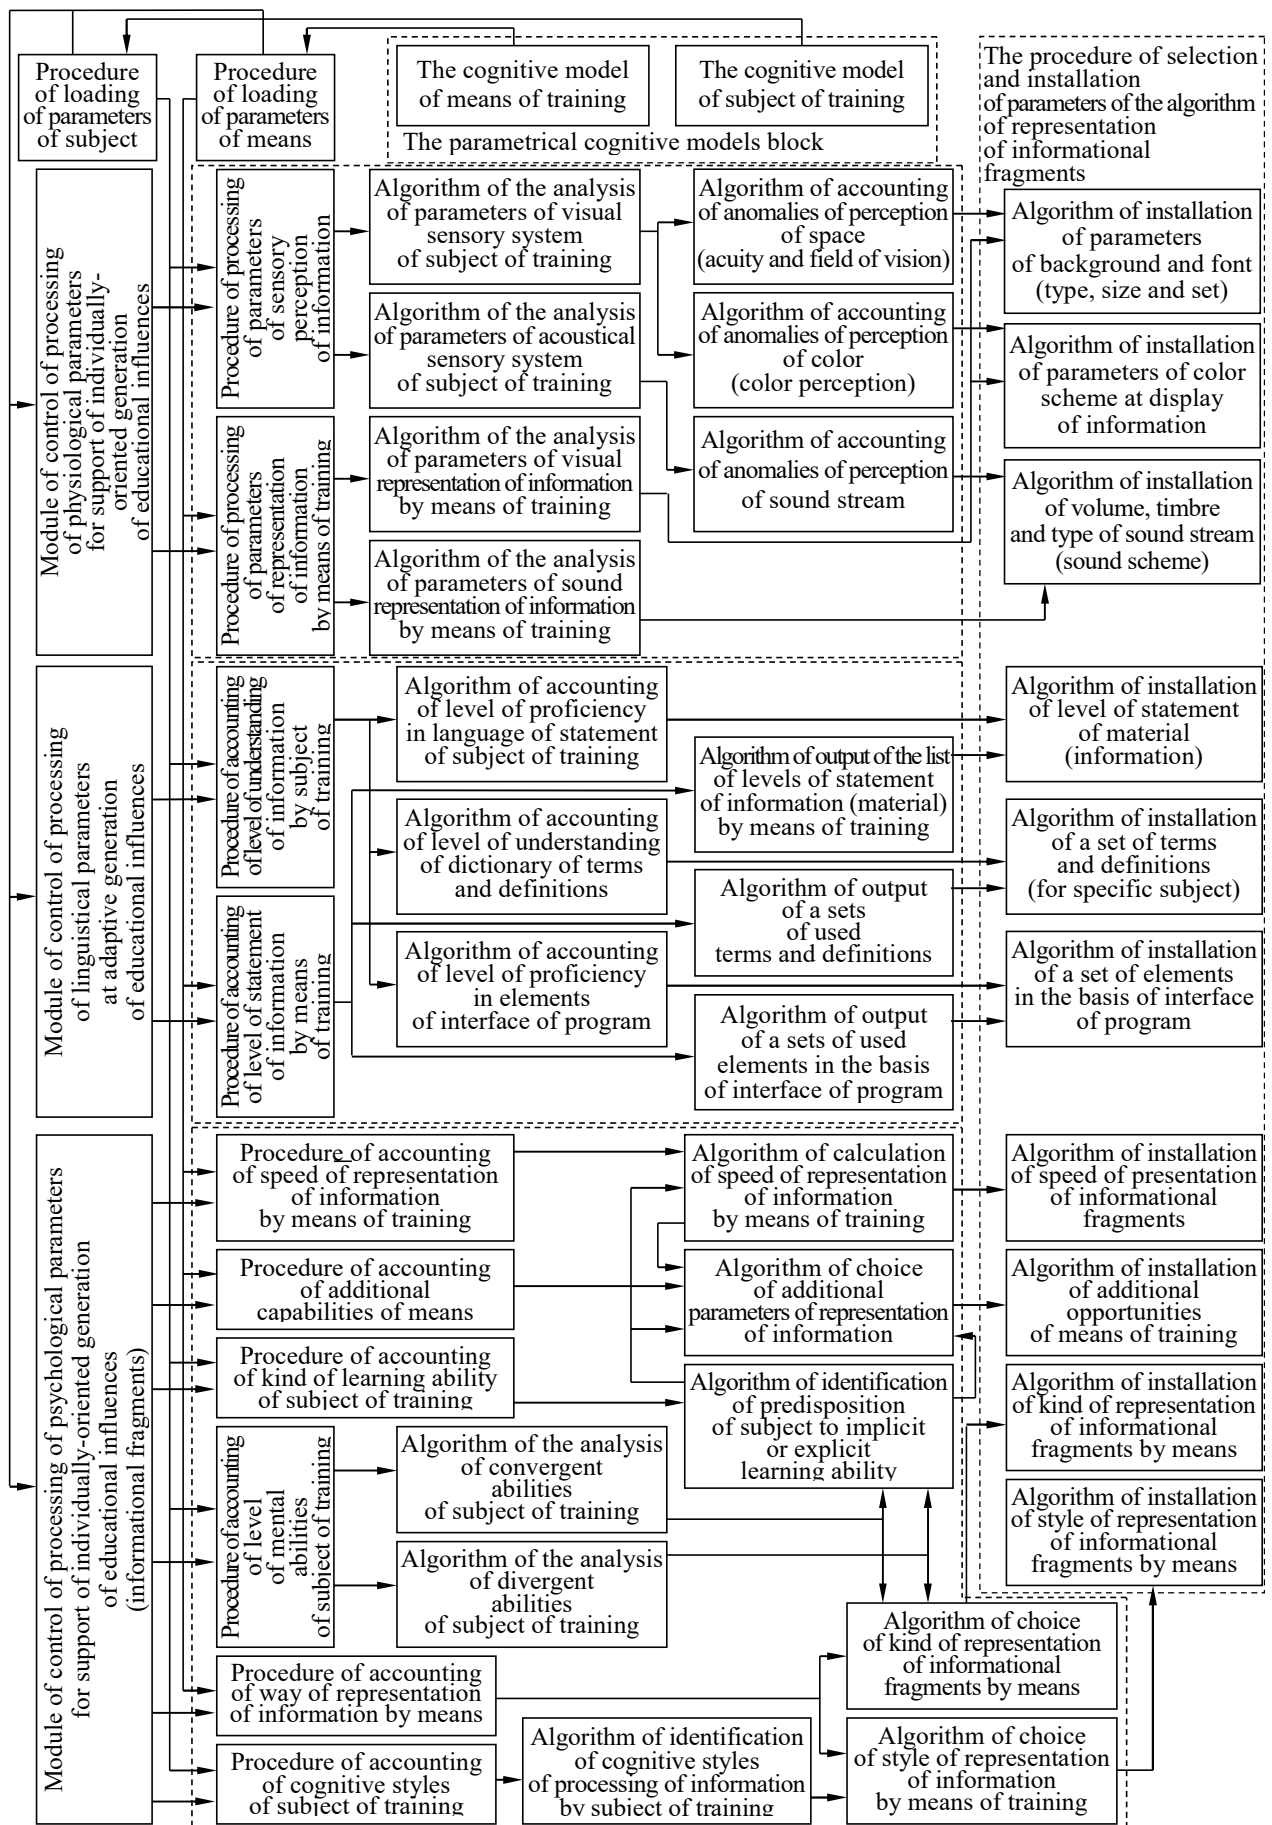 Procedure
of loading
of parameters
of subject
Procedure
of loading
of parameters
of means
The cognitive model
of means of training
The cognitive model
of subject of training
The parametrical cognitive models block
The procedure of selection
and installation
of parameters of the algorithm
of representation
of informational
fragments
Module of control of processing
of physiological parameters
for support of individually-
oriented generation
of educational influences
Procedure of processing
of parameters
of sensory
perception
of information
Algorithm of the analysis
of parameters of visual
sensory system
of subject of training
Algorithm of accounting
of anomalies of perception
of space
(acuity and field of vision)
Algorithm of installation
of parameters
of background and font
(type, size and set)
Algorithm of the analysis
of parameters of acoustical
sensory system
of subject of training
Algorithm of accounting
of anomalies of perception
of color
(color perception)
Algorithm of installation
of parameters of color
scheme at display
of information
Procedure of processing
of parameters
of representation
of information
by means of training
Algorithm of the analysis
of parameters of visual
representation of information
by means of training
Algorithm of accounting
of anomalies of perception
of sound stream
Algorithm of installation
of volume, timbre
and type of sound stream
(sound scheme)
Algorithm of the analysis
of parameters of sound
representation of information
by means of training
Module of control of processing
of linguistical parameters
at adaptive generation
of educational influences
Procedure of accounting
of level of understanding
of information
by subject
of training
Algorithm of accounting
of level of proficiency
in language of statement
of subject of training
Algorithm of output of the list
of levels of statement
of information (material)
by means of training
Algorithm of installation
of level of statement
of material
(information)
Algorithm of accounting
of level of understanding
of dictionary of terms
and definitions
Algorithm of installation
of a set of terms
and definitions
(for specific subject)
Procedure of accounting
of level of statement
of information
by means
of training
Algorithm of output
of a sets
of used
terms and definitions
Algorithm of accounting
of level of proficiency
in elements
of interface of program
Algorithm of installation
of a set of elements
in the basis of interface
of program
Algorithm of output
of a sets of used
elements in the basis
of interface of program
Module of control of processing of psychological parameters
for support of individually-oriented generation
of educational influences
(informational fragments)
Procedure of accounting
of speed of representation
of information
by means of training
Algorithm of calculation
of speed of representation
of information
by means of training
Algorithm of installation
of speed of presentation
of informational
fragments
Procedure of accounting
of additional
capabilities of means
Algorithm of choice
of additional
parameters of representation
of information
Algorithm of installation
of additional
opportunities
of means of training
Procedure of accounting
of kind of learning ability
of subject of training
Algorithm of identification
of predisposition
of subject to implicit
or explicit
learning ability
Algorithm of installation
of kind of representation
of informational
fragments by means
Procedure of accounting
of level
of mental
abilities
of subject of training
Algorithm of the analysis
of convergent
abilities
of subject of training
Algorithm of installation
of style of representation
of informational
fragments by means
Algorithm of the analysis
of divergent
abilities
of subject of training
Algorithm of choice
of kind of representation
of informational
fragments by means
Procedure of accounting
of way of representation
of information by means
Procedure of accounting
of cognitive styles
of subject of training
Algorithm of identification
of cognitive styles
of processing of information
by subject of training
Algorithm of choice
of style of representation
of information
by means of training